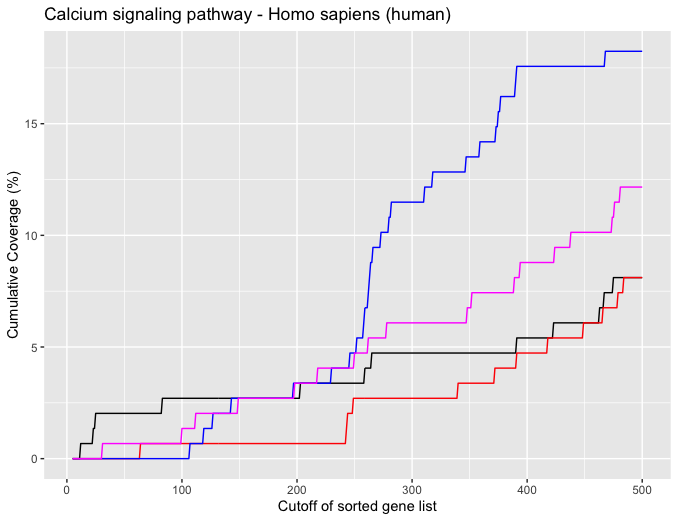 Calcium signaling pathway - Homo sapiens (human)
Cumulative Coverage (%)
15
10
5
0
0 100 200 300 400 500
Cutoff of sorted gene list